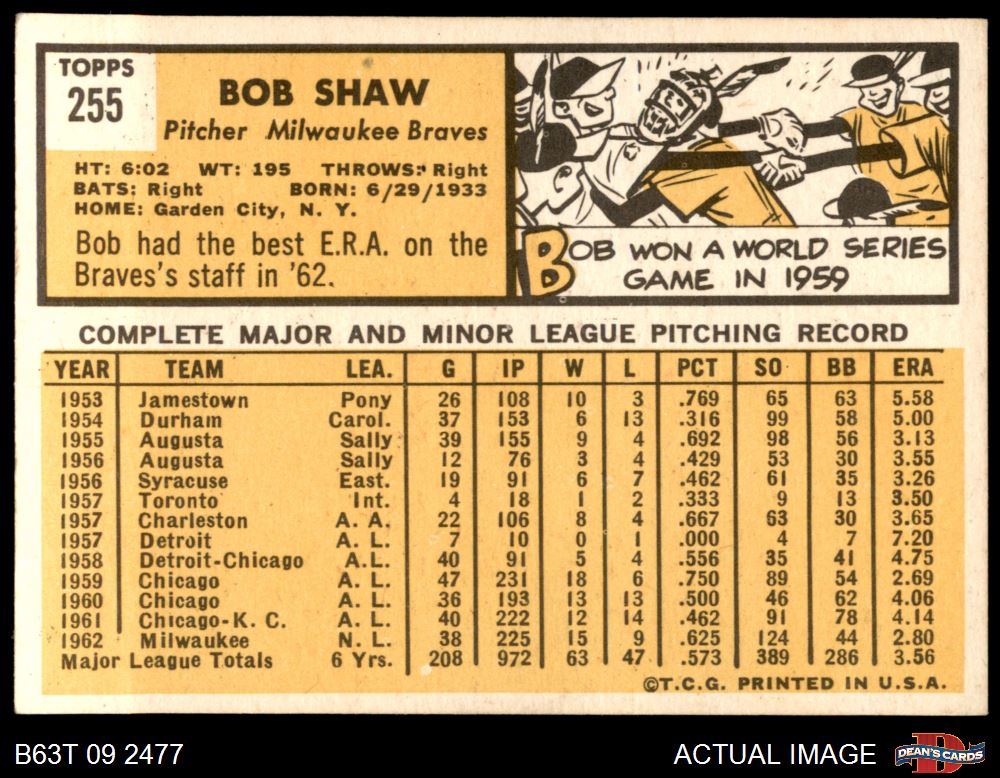 TOPPS
255
BOB SHAW
Pitcher Milwaukee Braves
HT: 6:02 WT: 195 THROWS: Right
BATS: Right BORN: 6/29/1933
HOME: Garden City, N. Y.
Bob had the best E.R.A. on the
Braves's staff in '62.
BOB WON A WORLD SERIES
GAME IN 1959
COMPLETE MAJOR AND MINOR LEAGUE PITCHING RECORD
YEAR TEAM LEA. G IP W L PCT SO BB ERA
1953 Jamestown Pony 26 108 10 3 .769 65 63 5.58
1954 Durham Carol. 37 153 6 13 .316 99 58 5.00
1955 Augusta Sally 39 155 9 4 .692 98 56 3.13
1956 Augusta Sally 12 76 3 4 .429 53 30 3.55
1956 Syracuse East. 19 91 6 7 .462 61 35 3.26
1957 Toronto Int. 4 18 1 2 .333 9 13 3.50
1957 Charleston A. A. 22 106 8 4 .667 63 30 3.65
1957 Detroit A. L. 7 10 0 1 .000 4 7 7.20
1958 Detroit-Chicago A.L. 40 91 5 4 .556 35 41 4.75
1959 Chicago A. L. 47 231 18 6 .750 89 54 2.69
1960 Chicago A. L. 36 193 13 13 .500 46 62 4.06
1961 Chicago-K. C. A.L. 40 222 12 14 .462 91 78 4.14
1962 Milwaukee N. L. 38 225 15 9 .625 124 44 2.80
Major League Totals 6 Yrs. 208 972 63 47 .573 389 286 3.56
©T.C.G. PRINTED IN U.S.A.
B63T 09 2477 ACTUAL IMAGE
DEAN'S CARDS